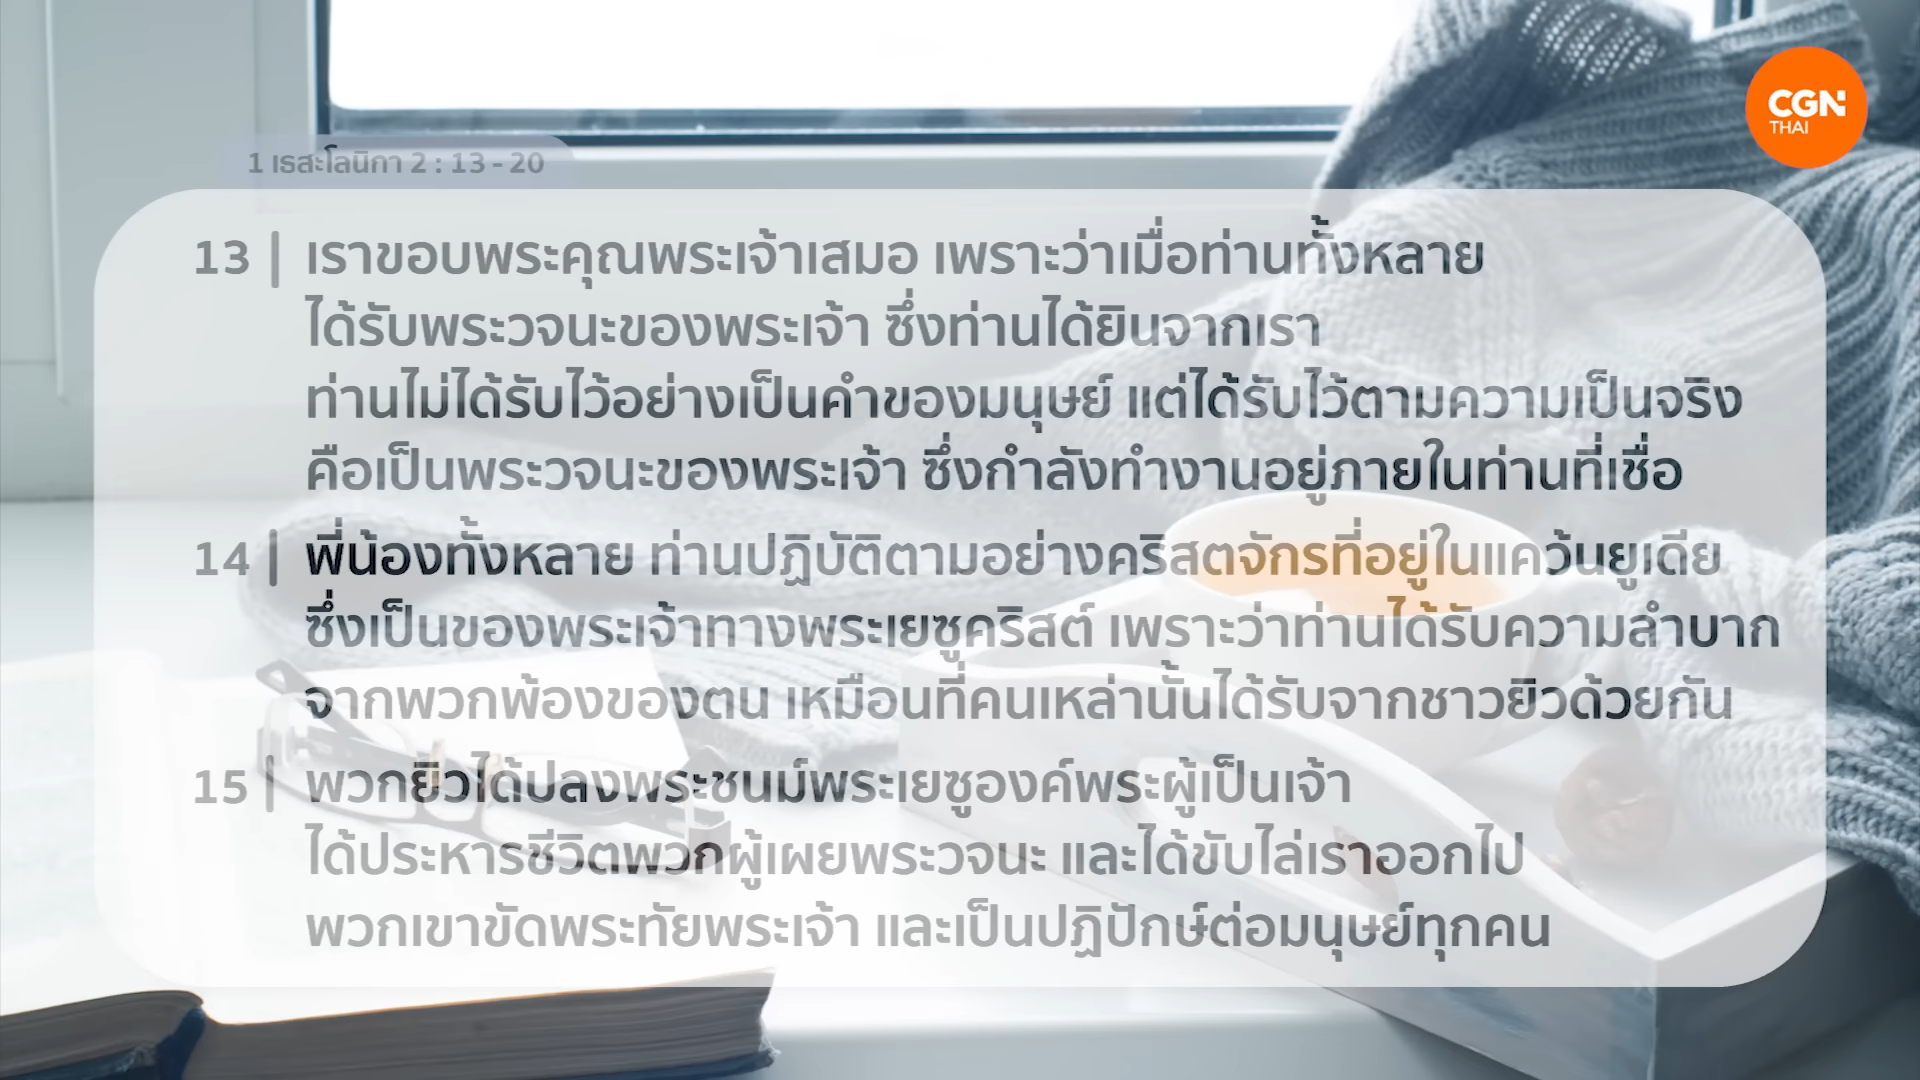 CGN
THAI
1 เธสะโลนิกา 2 : 13 - 20
13 | เราขอบพระคุณพระเจ้าเสมอ เพราะว่าเมื่อท่านทั้งหลาย
ได้รับพระวจนะของพระเจ้า ซึ่งท่านได้ยินจากเรา
ท่านไม่ได้รับไว้อย่างเป็นคำของมนุษย์ แต่ได้รับไว้ตามความเป็นจริง
คือเป็นพระวจนะของพระเจ้า ซึ่งกำลังทำงานอยู่ภายในท่านที่เชื่อ
14 | พี่น้องทั้งหลาย ท่านปฏิบัติตามอย่างคริสตจักรที่อยู่ในแคว้นยูเดีย
ซึ่งเป็นของพระเจ้าทางพระเยซูคริสต์ เพราะว่าท่านได้รับความลำบาก
จากพวกพ้องของตน เหมือนที่คนเหล่านั้นได้รับจากชาวยิวด้วยกัน
15 | พวกยิวได้ปลงพระชนม์พระเยซูองค์พระผู้เป็นเจ้า
ได้ประหารชีวิตพวกผู้เผยพระวจนะ และได้ขับไล่เราออกไป
พวกเขาขัดพระทัยพระเจ้า และเป็นปฏิปักษ์ต่อมนุษย์ทุกคน